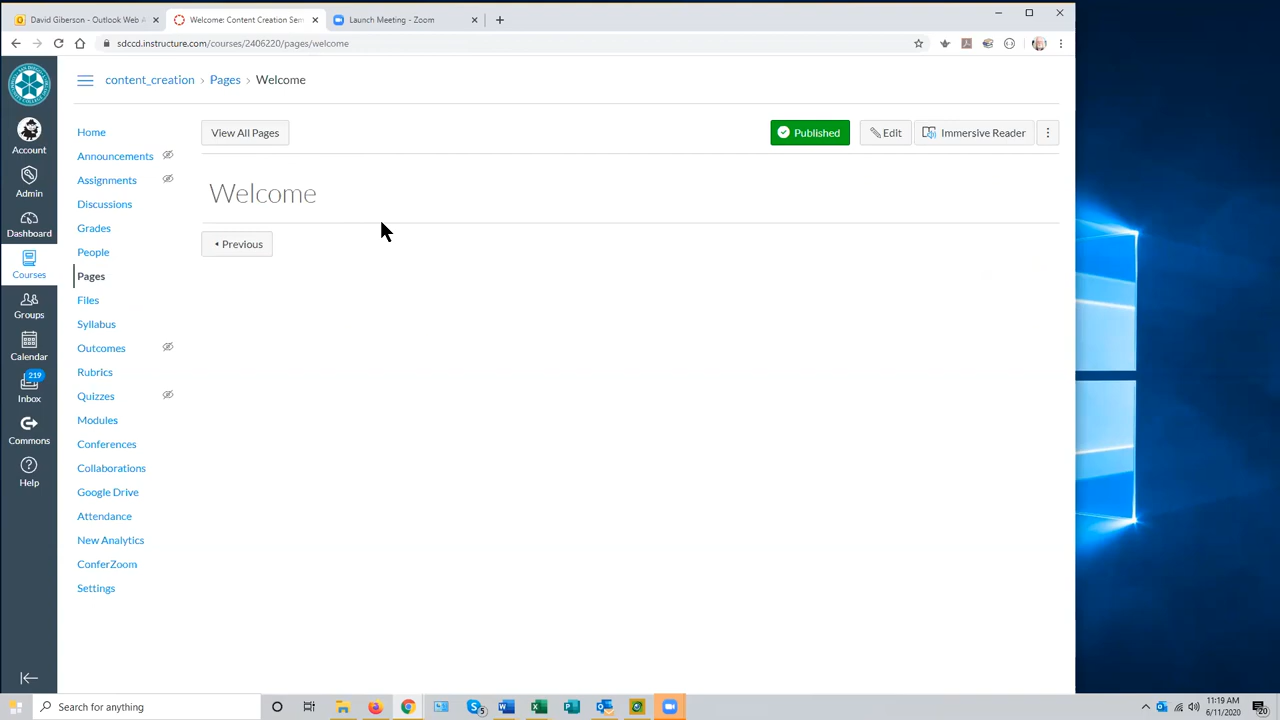 David Giberson - Outlook Web A
Welcome: Content Creation Sem
Launch Meeting - Zoom
sdccd.instructure.com/courses/2406220/pages/welcome
content_creation › Pages › Welcome
View All Pages
Published
Edit
Immersive Reader
Welcome
Previous
Account
Admin
Dashboard
Courses
Groups
Calendar
219
Inbox
Commons
Help
Home
Announcements
Assignments
Discussions
Grades
People
Pages
Files
Syllabus
Outcomes
Rubrics
Quizzes
Modules
Conferences
Collaborations
Google Drive
Attendance
New Analytics
ConferZoom
Settings
Search for anything
5
11:19 AM
6/11/2020
20